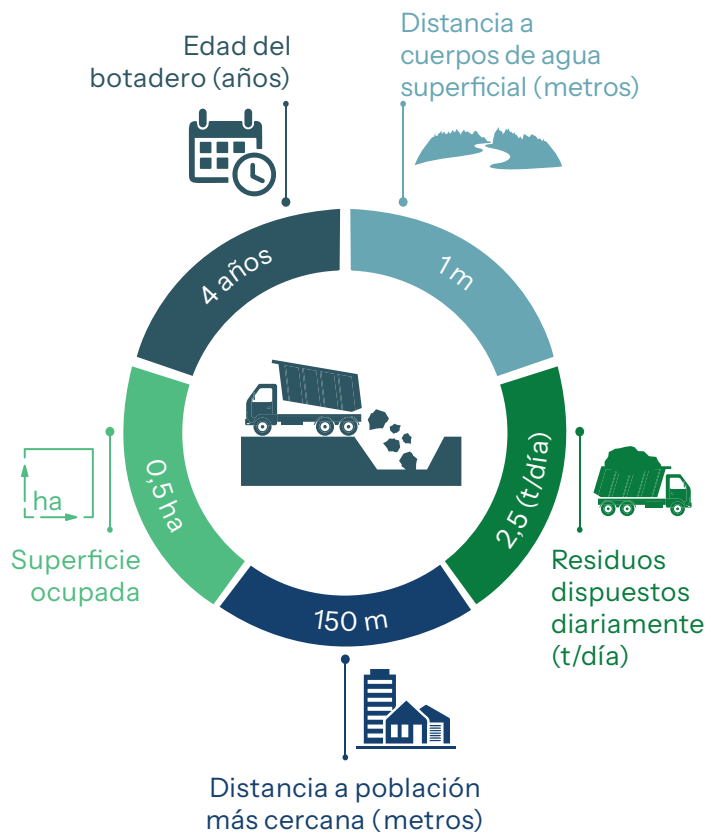 Edad del
botadero (años)
Distancia a
cuerpos de agua
superficial (metros)
4 años
1 m
0,5 ha
2,5 (t/día)
150 m
ha
Superficie
ocupada
Residuos
dispuestos
diariamente
(t/día)
Distancia a población
más cercana (metros)